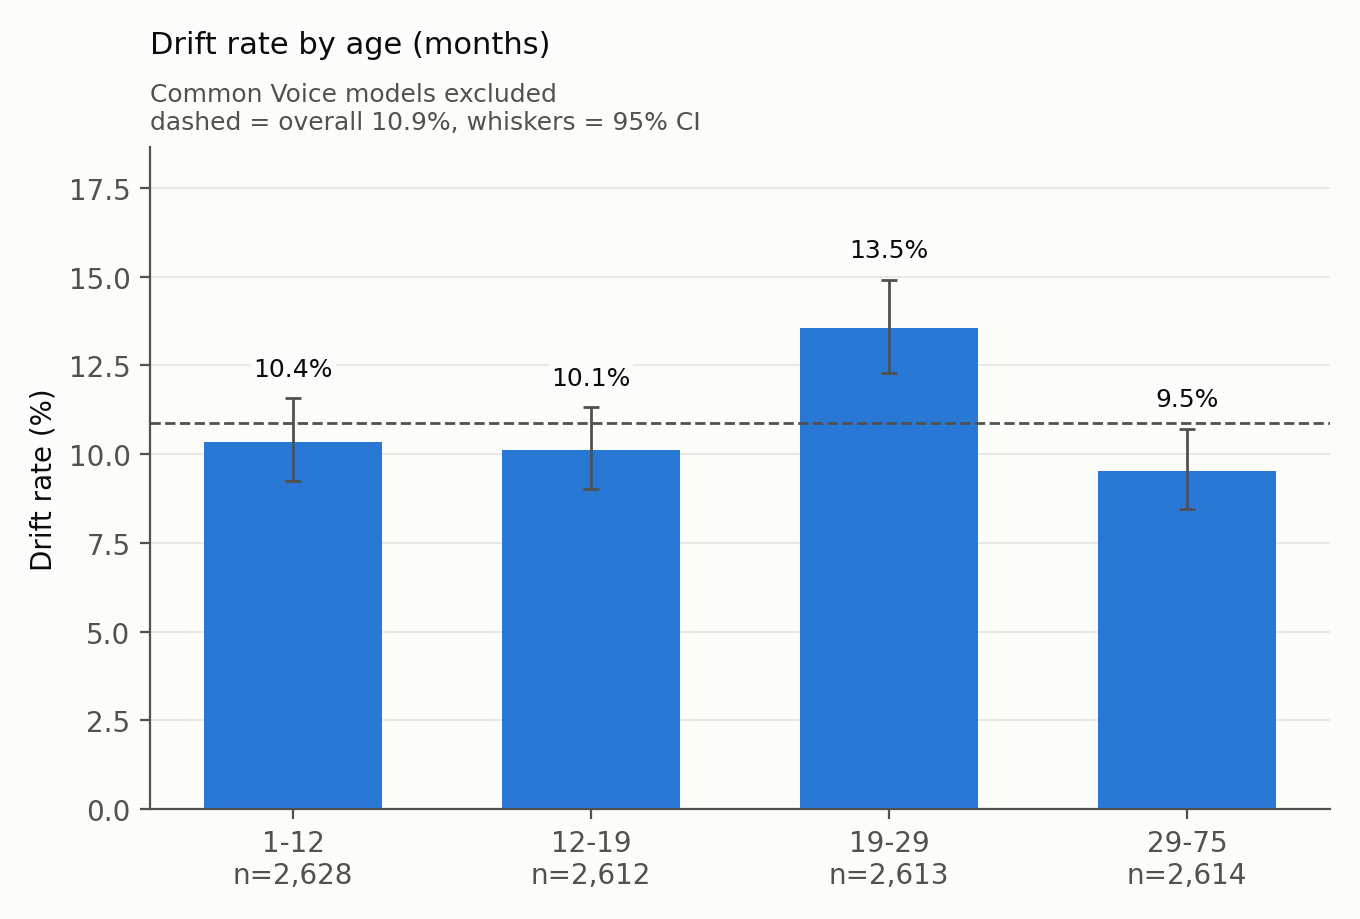 Drift rate by age (months)
Common Voice models excluded
dashed = overall 10.9%, whiskers = 95% CI
Drift rate (%)
17.5
15.0
12.5
10.0
7.5
5.0
2.5
0.0
10.4%
10.1%
13.5%
9.5%
1-12
n=2,628
12-19
n=2,612
19-29
n=2,613
29-75
n=2,614